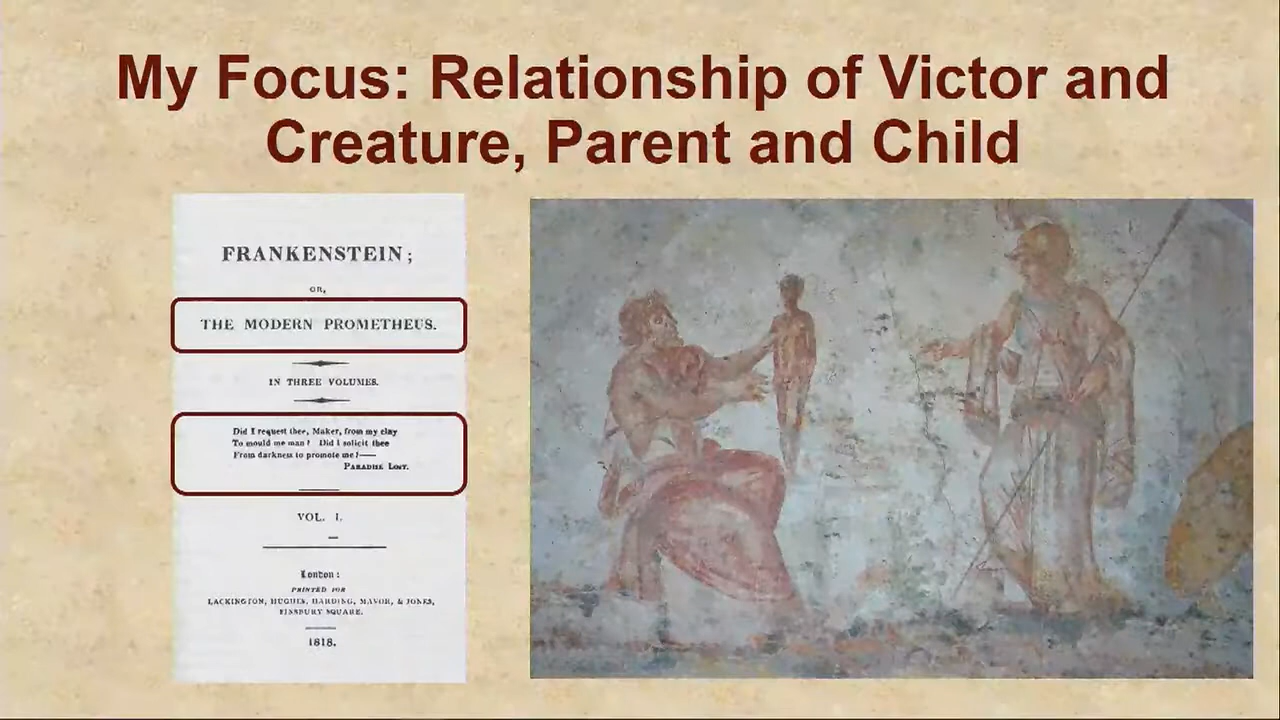 My Focus: Relationship of Victor and
Creature, Parent and Child
FRANKENSTEIN;
OR,
THE MODERN PROMETHEUS.
IN THREE VOLUMES.
Did I request thee, Maker, from my clay
To mould me man? Did I solicit thee
From darkness to promote me?——
PARADISE LOST.
VOL. I.
London:
PRINTED FOR
LACKINGTON, HUGHES, HARDING, MAVOR, & JONES,
FINSBURY SQUARE.
1818.